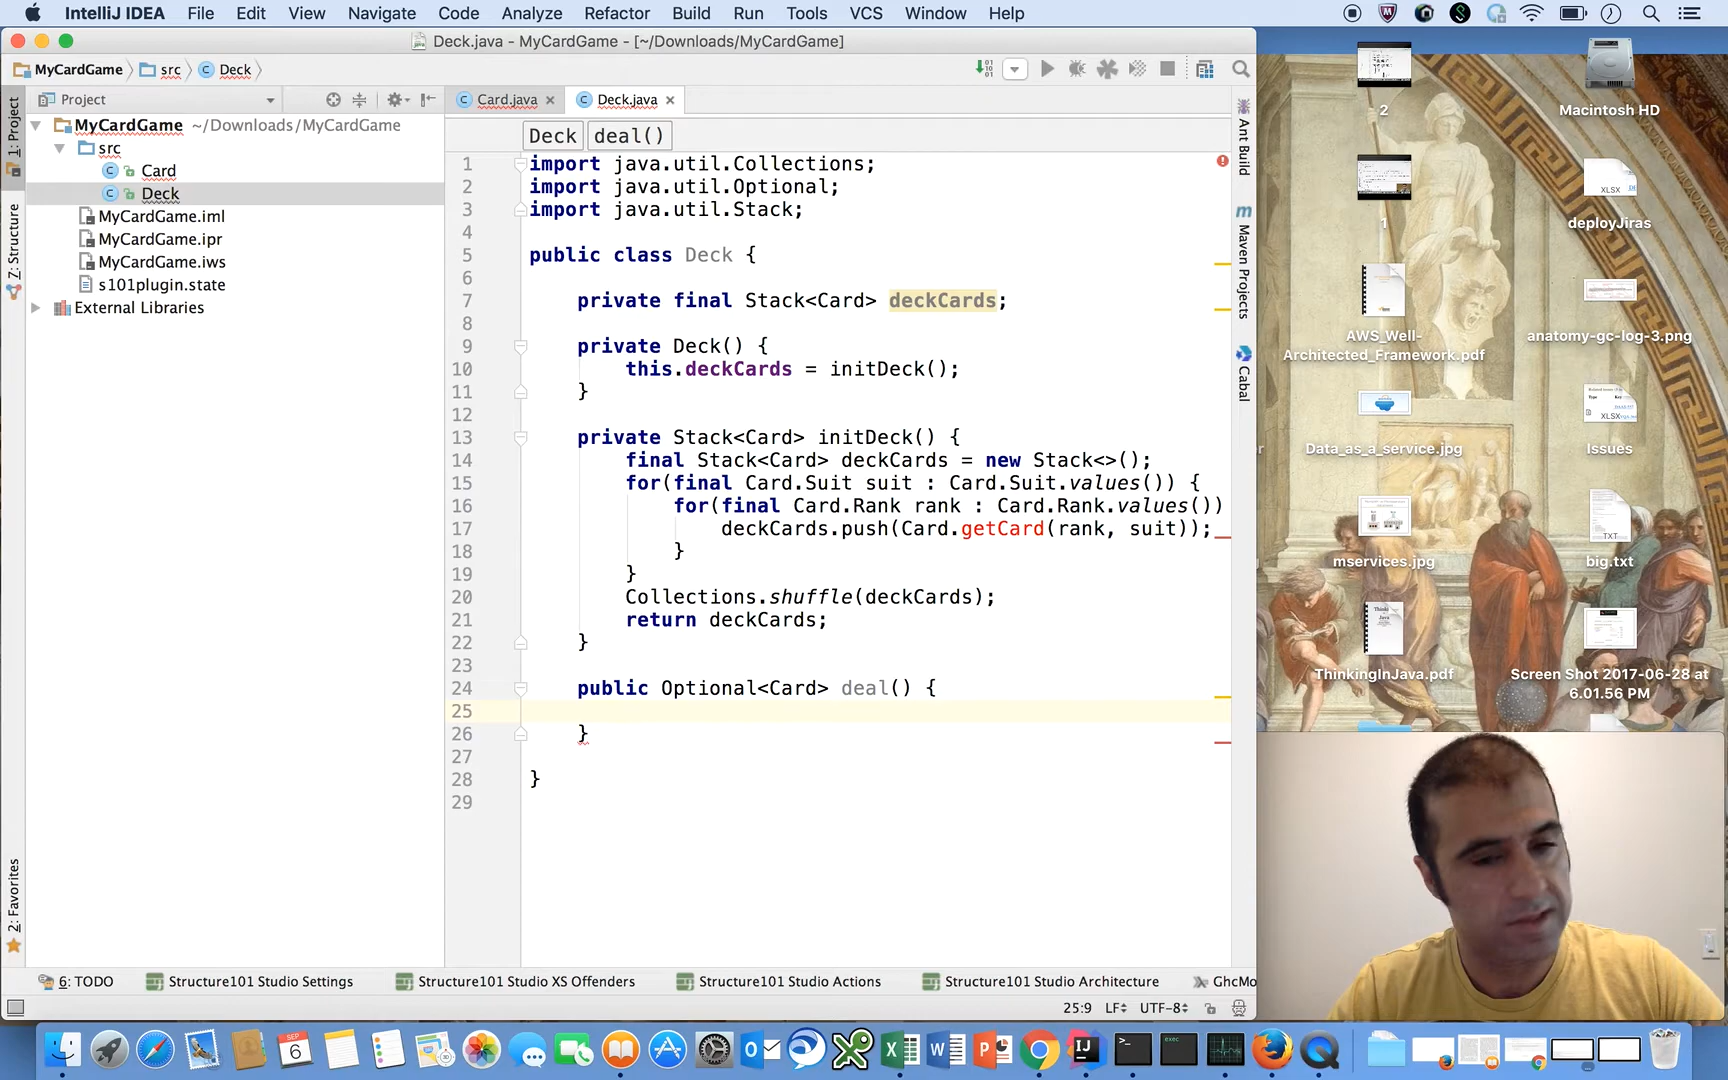 IntelliJ IDEA File Edit View Navigate Code Analyze Refactor Build Run Tools VCS Window Help
Deck.java - MyCardGame - [~/Downloads/MyCardGame]
MyCardGame src Deck
Project
Card.java Deck.java
1: Project
Z: Structure
2: Favorites
MyCardGame ~/Downloads/MyCardGame
src
Card
Deck
MyCardGame.iml
MyCardGame.ipr
MyCardGame.iws
s101plugin.state
External Libraries
Deck deal()
1 import java.util.Collections;
2 import java.util.Optional;
3 import java.util.Stack;
4
5 public class Deck {
6
7 private final Stack<Card> deckCards;
8
9 private Deck() {
10 this.deckCards = initDeck();
11 }
12
13 private Stack<Card> initDeck() {
14 final Stack<Card> deckCards = new Stack<>();
15 for(final Card.Suit suit : Card.Suit.values()) {
16 for(final Card.Rank rank : Card.Rank.values())
17 deckCards.push(Card.getCard(rank, suit));
18 }
19 }
20 Collections.shuffle(deckCards);
21 return deckCards;
22 }
23
24 public Optional<Card> deal() {
25
26 }
27
28 }
29
Ant Build
Maven Projects
Cabal
6: TODO Structure101 Studio Settings Structure101 Studio XS Offenders Structure101 Studio Actions Structure101 Studio Architecture GhcMo
25:9 LF UTF-8
2
Macintosh HD
1
XLSX
deployJiras
AWS_Well-
Architected_Framework.pdf
anatomy-gc-log-3.png
Data_as_a_service.jpg
XLSX
Issues
mservices.jpg
TXT
big.txt
ThinkingInJava.pdf
Screen Shot 2017-06-28 at
6.01.56 PM
SEP
6
exec